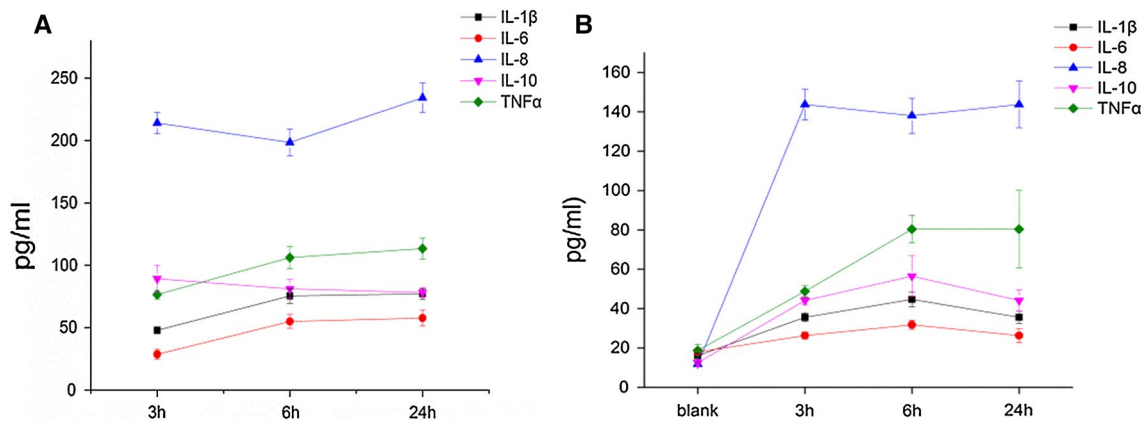 A
IL-1β
IL-6
IL-8
IL-10
TNFα
250
200
150
100
50
0
pg/ml
3h
6h
24h
B
IL-1β
IL-6
IL-8
IL-10
TNFα
160
140
120
100
80
60
40
20
0
pg/ml)
blank
3h
6h
24h